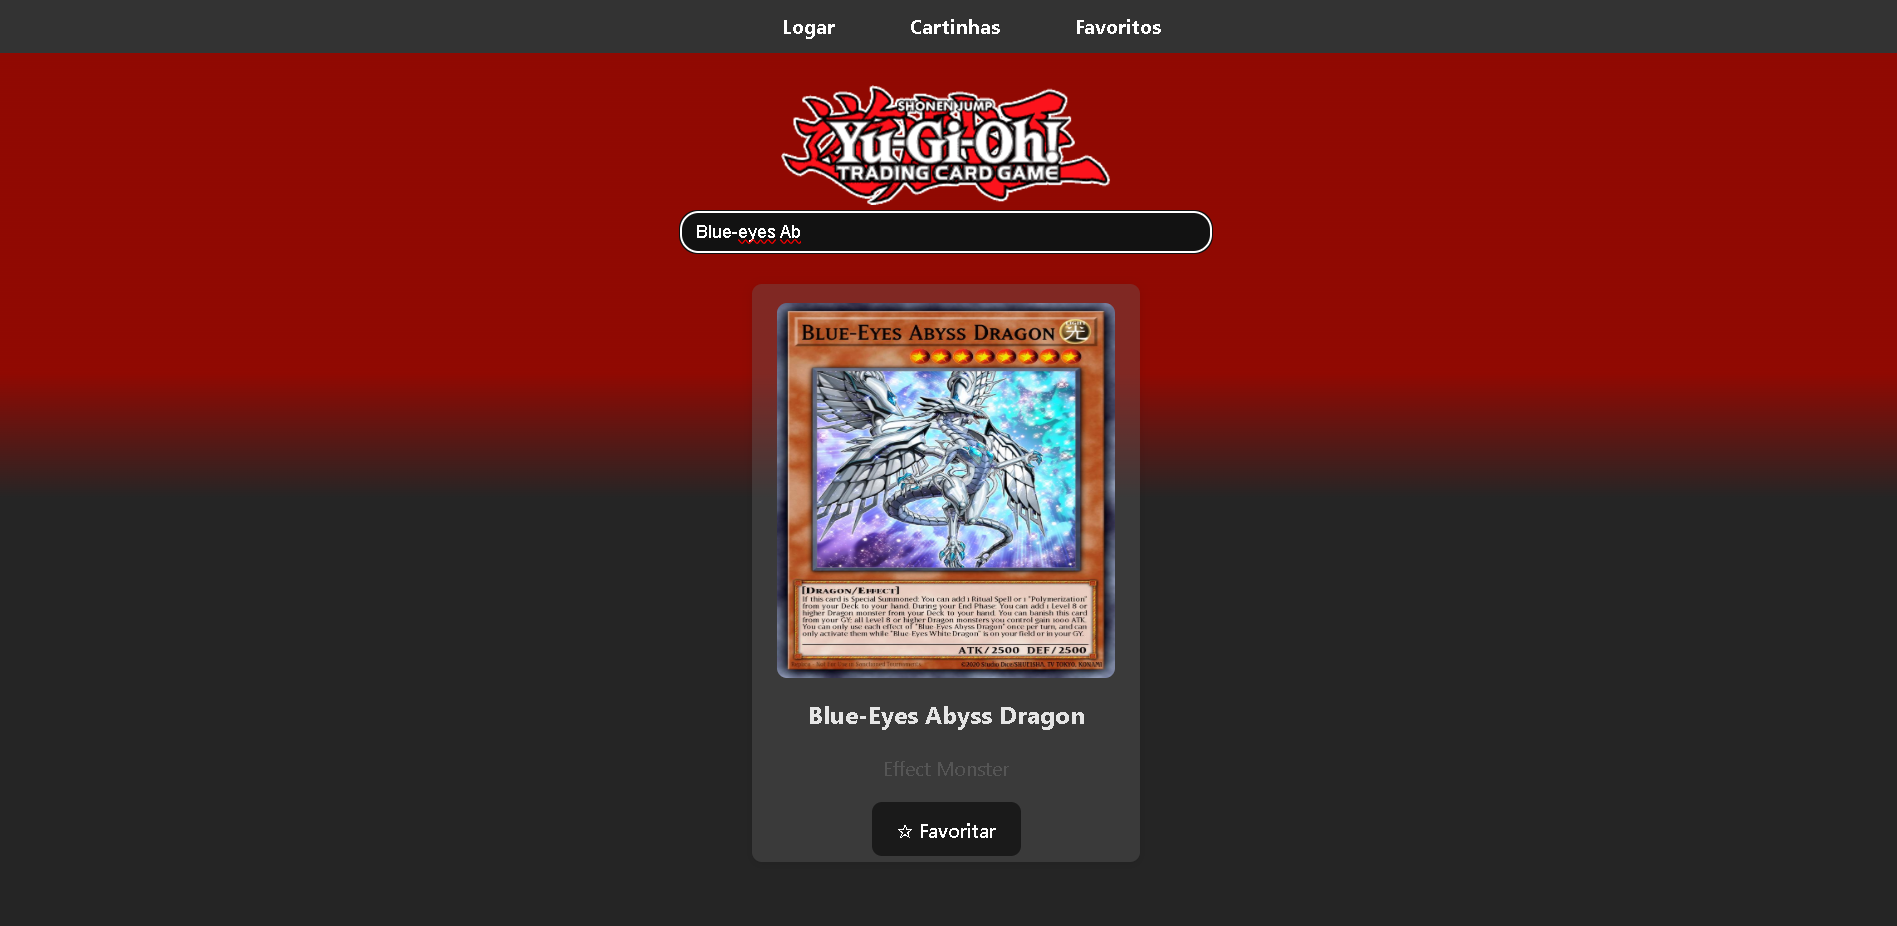 Logar Cartinhas Favoritos
SHONEN JUMP
Yu-Gi-Oh!
TRADING CARD GAME
Blue-eyes Ab
BLUE-EYES ABYSS DRAGON
LIGHT
光
[DRAGON/EFFECT]
If this card is Special Summoned: You can add 1 Ritual Spell or 1 "Polymerization"
from your Deck to your hand. During your End Phase: You can add 1 Level 8 or
higher Dragon monster from your Deck to your hand. You can banish this card
from your GY; all Level 8 or higher Dragon monsters you control gain 1000 ATK.
You can only use each effect of "Blue-Eyes Abyss Dragon" once per turn, and can
only activate them while "Blue-Eyes White Dragon" is on your field or in your GY.
ATK/2500 DEF/2500
©2020 Studio Dice/SHUEISHA, TV TOKYO, KONAMI
Blue-Eyes Abyss Dragon
Effect Monster
☆ Favoritar